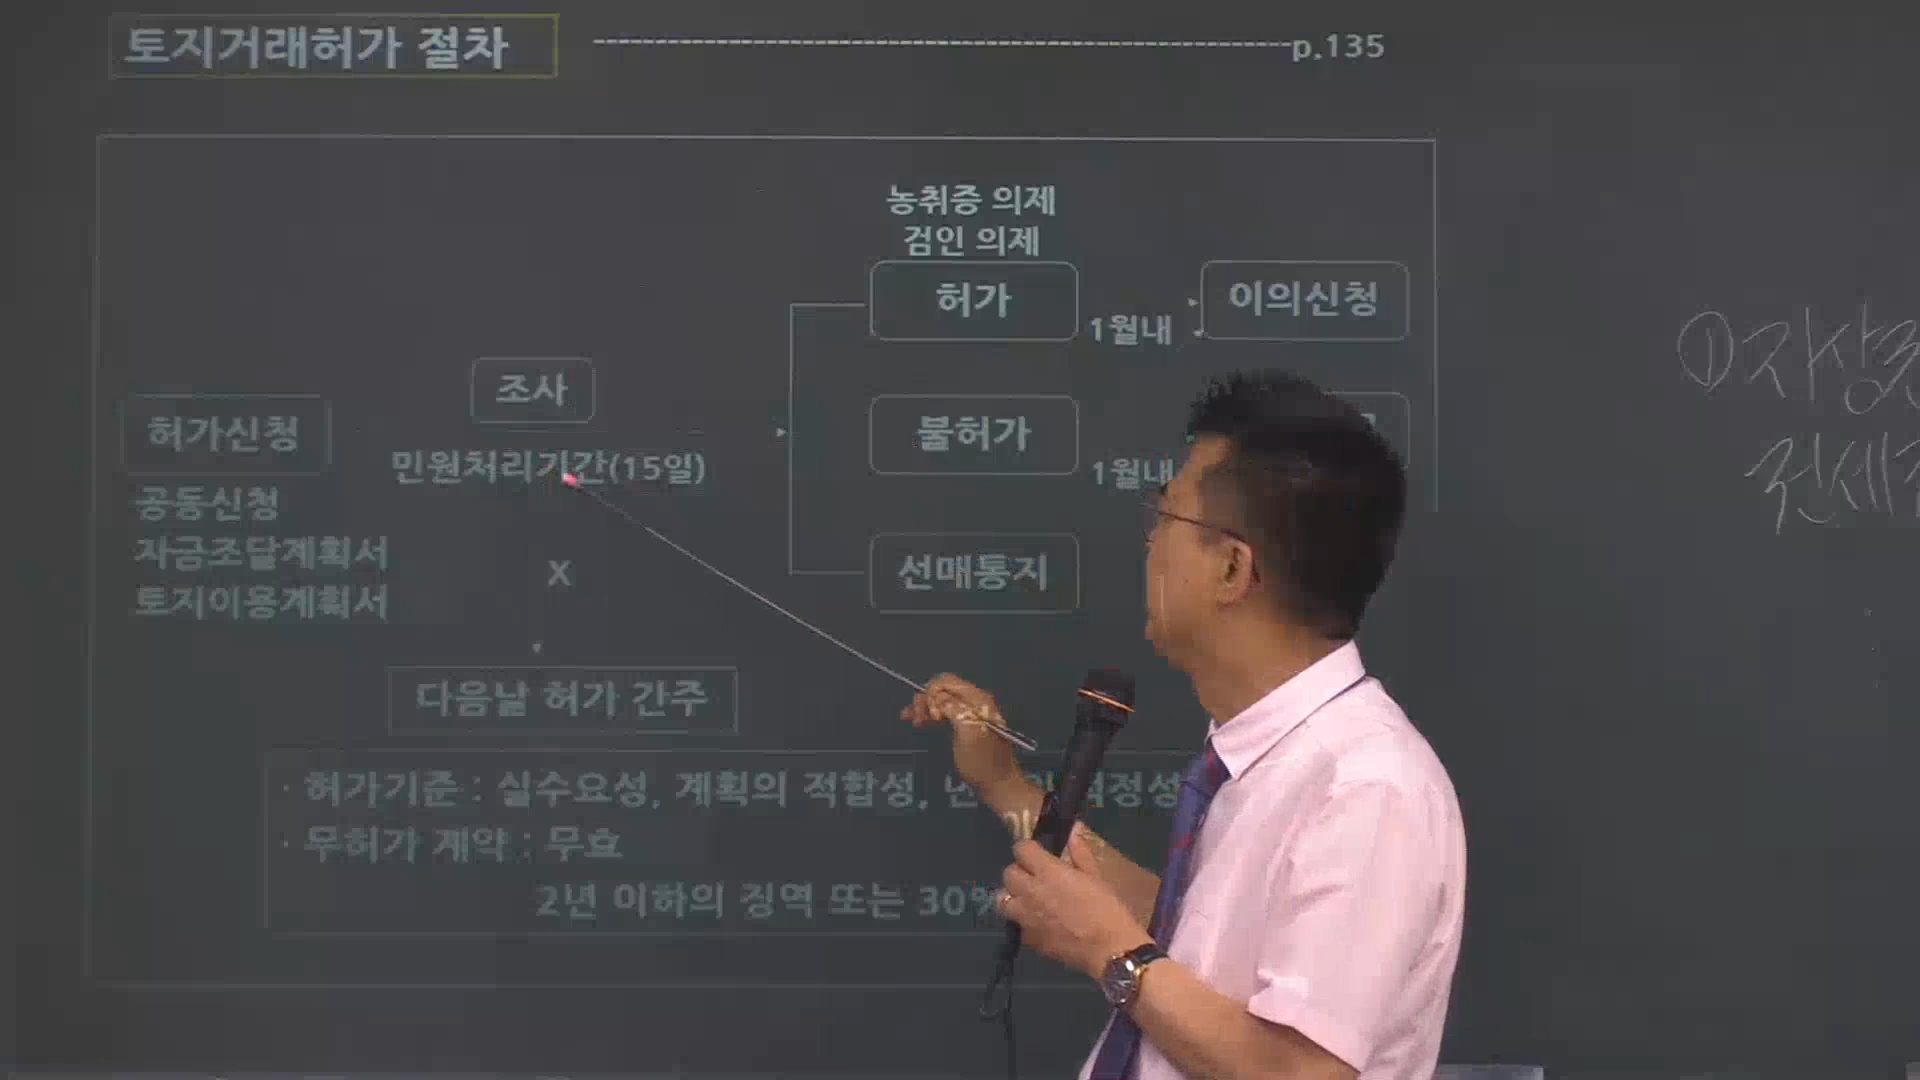 토지거래허가 절차
p.135
농취증 의제
검인 의제
허가
1월내
이의신청
조사
허가신청
민원처리기간(15일)
불허가
1월내
공동신청
자금조달계획서
토지이용계획서
X
선매통지
다음날 허가 간주
· 허가기준 : 실수요성, 계획의 적합성,
· 무허가 계약 : 무효
2년 이하의 징역 또는 30%
①자상
전세